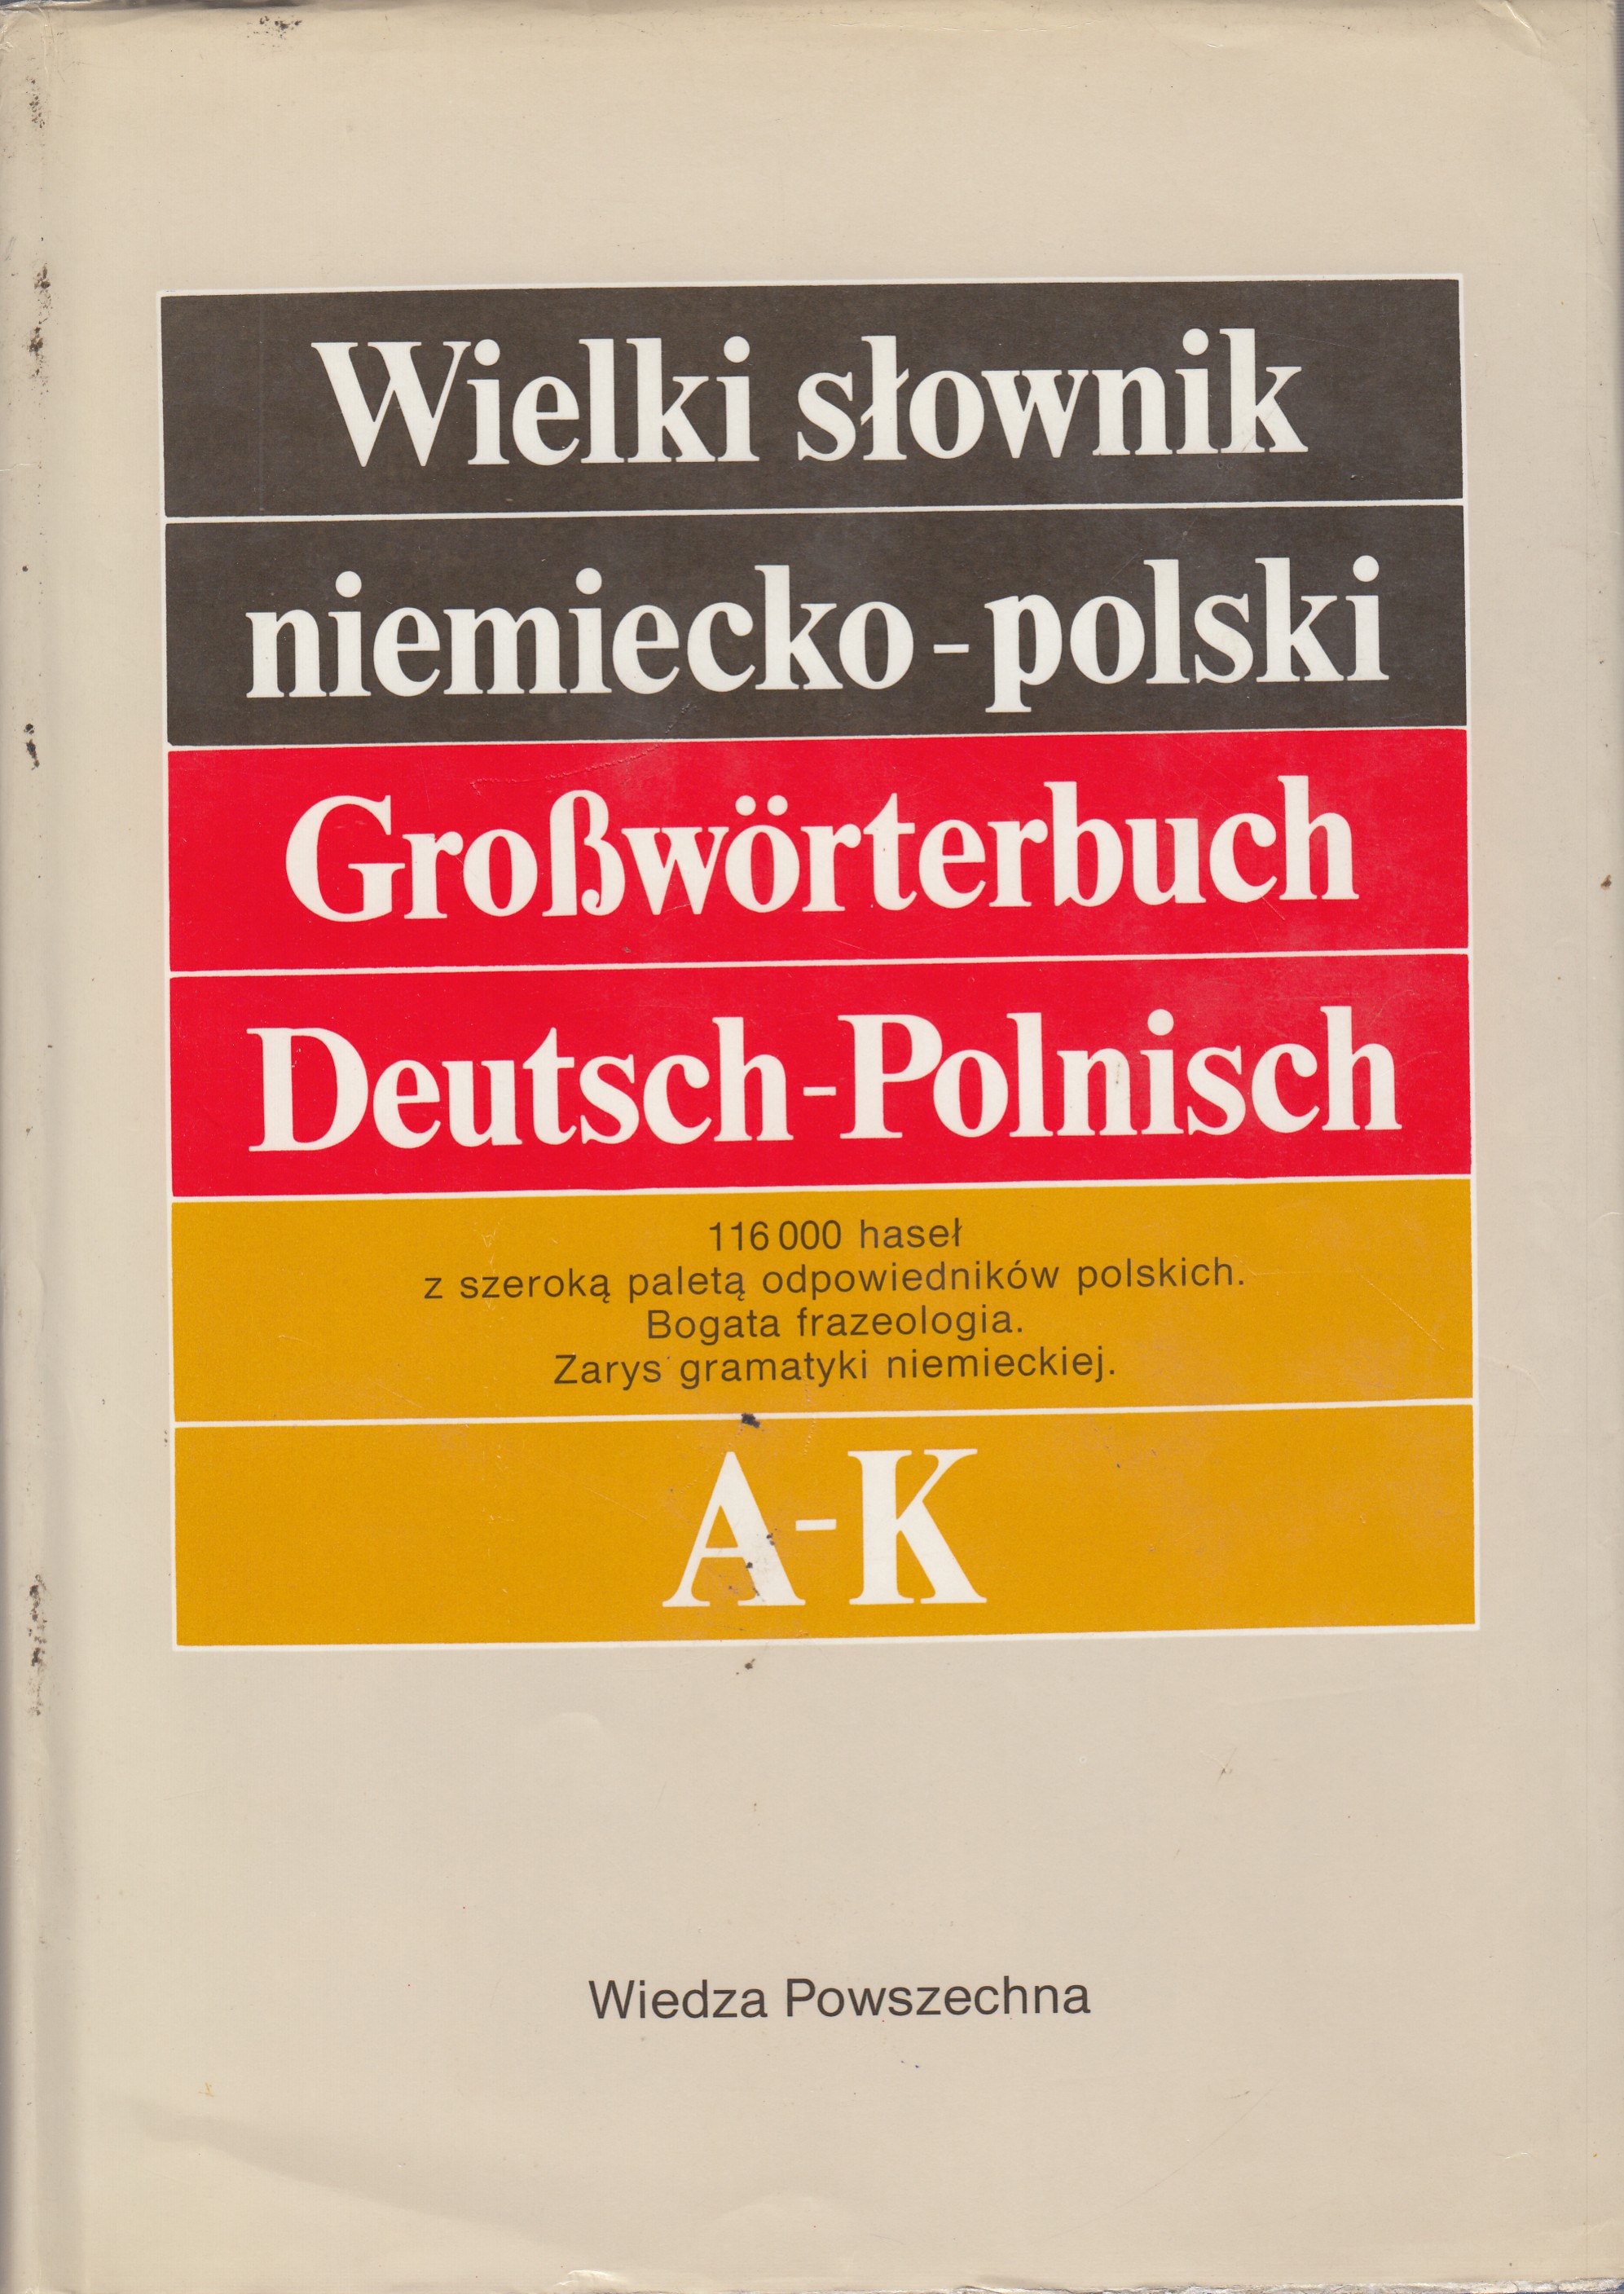 Wielki słownik
niemiecko-polski
Großwörterbuch
Deutsch-Polnisch
116 000 haseł
z szeroką paletą odpowiedników polskich.
Bogata frazeologia.
Zarys gramatyki niemieckiej.
A-K
Wiedza Powszechna